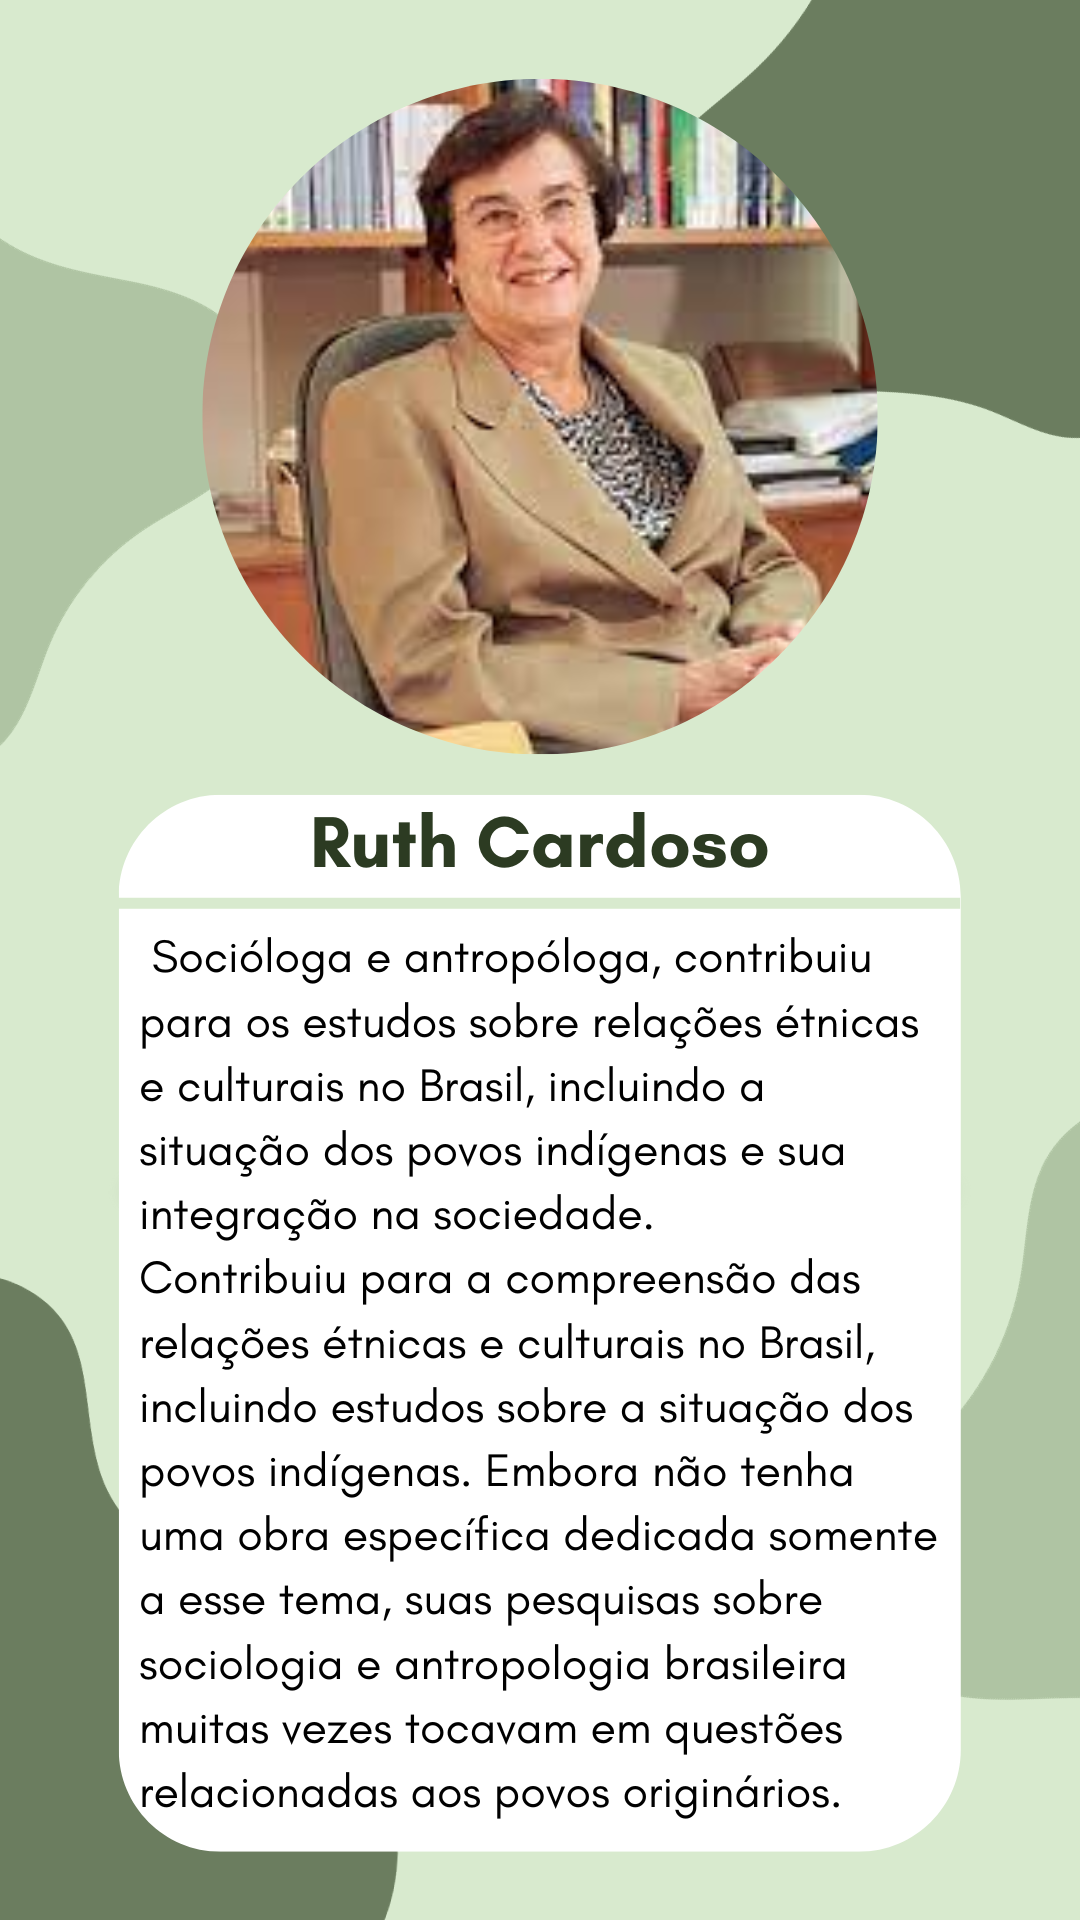 Ruth Cardoso
Socióloga e antropóloga, contribuiu
para os estudos sobre relações étnicas
e culturais no Brasil, incluindo a
situação dos povos indígenas e sua
integração na sociedade.
Contribuiu para a compreensão das
relações étnicas e culturais no Brasil,
incluindo estudos sobre a situação dos
povos indígenas. Embora não tenha
uma obra específica dedicada somente
a esse tema, suas pesquisas sobre
sociologia e antropologia brasileira
muitas vezes tocavam em questões
relacionadas aos povos originários.